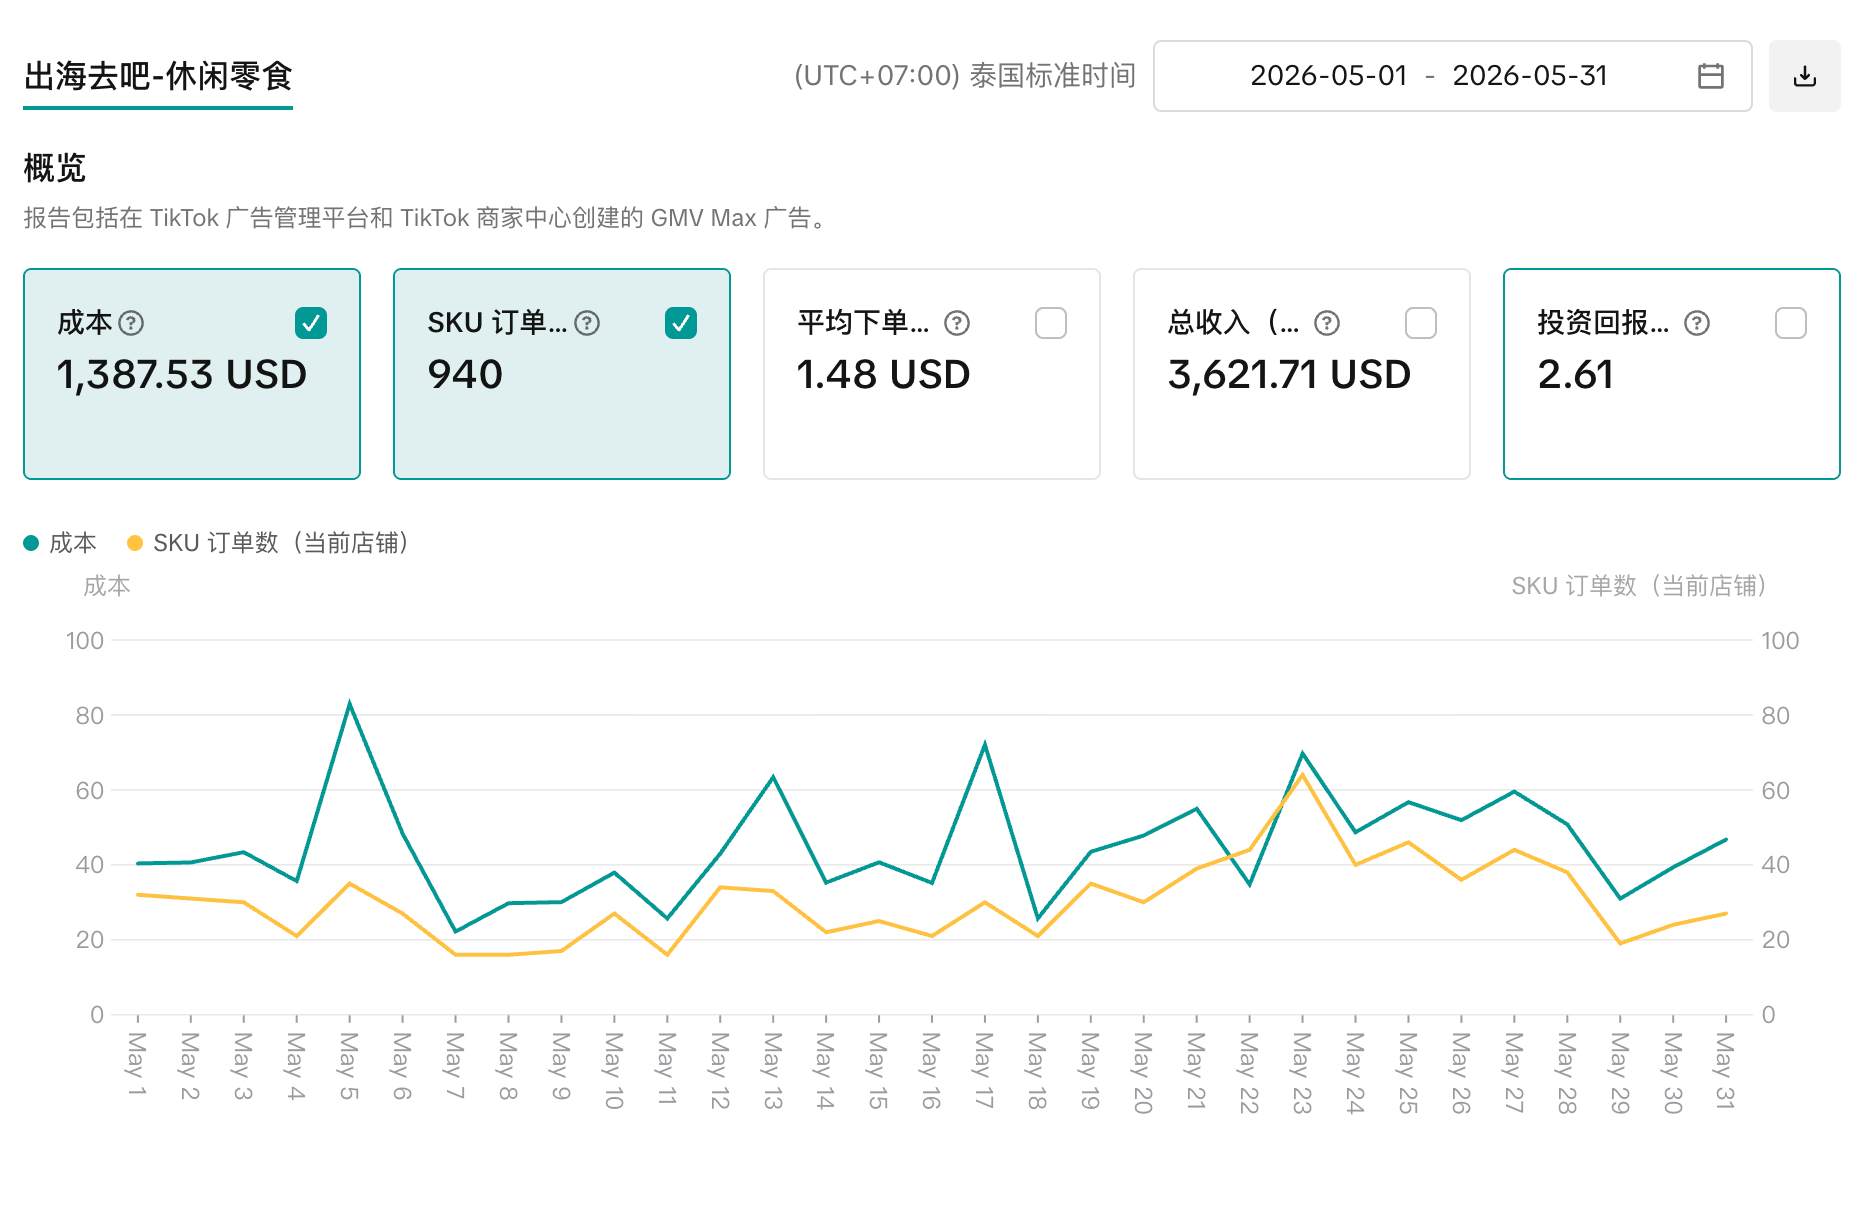 出海去吧-休闲零食
(UTC+07:00) 泰国标准时间
2026-05-01 - 2026-05-31
概览
报告包括在 TikTok 广告管理平台和 TikTok 商家中心创建的 GMV Max 广告。
成本
1,387.53 USD
SKU 订单...
940
平均下单...
1.48 USD
总收入（...
3,621.71 USD
投资回报...
2.61
成本
SKU 订单数（当前店铺）
成本
SKU 订单数（当前店铺）
100
80
60
40
20
0
100
80
60
40
20
0
May 1
May 2
May 3
May 4
May 5
May 6
May 7
May 8
May 9
May 10
May 11
May 12
May 13
May 14
May 15
May 16
May 17
May 18
May 19
May 20
May 21
May 22
May 23
May 24
May 25
May 26
May 27
May 28
May 29
May 30
May 31